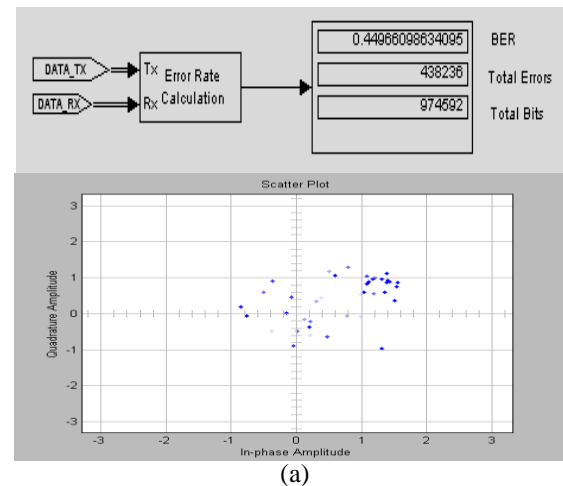 0.44966098634095 BER
DATA_TX Tx Error Rate 438236 Total Errors
DATA_RX Rx Calculation 974592 Total Bits
Scatter Plot
3
2
1
0
-1
-2
-3
Quadrature Amplitude
-3 -2 -1 0 1 2 3
In-phase Amplitude
(a)